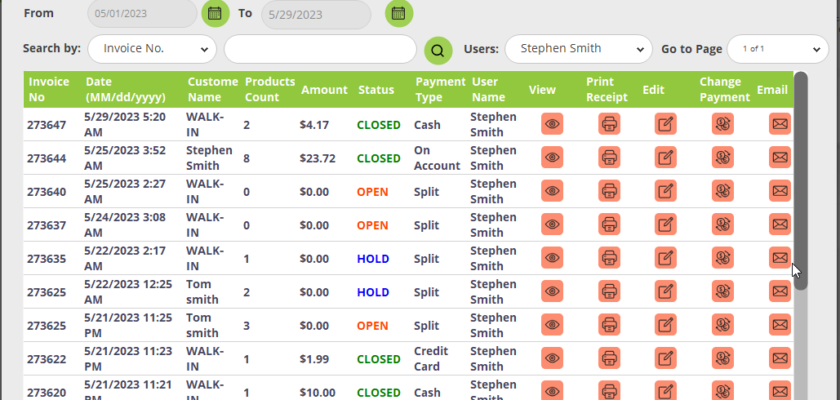 From 05/01/2023 To 5/29/2023
Search by: Invoice No. Users: Stephen Smith Go to Page 1 of 1
Invoice No Date (MM/dd/yyyy) Custome Name Products Count Amount Status Payment Type User Name View Print Receipt Edit Change Payment Email
273647 5/29/2023 5:20 AM WALK-IN 2 $4.17 CLOSED Cash Stephen Smith
273644 5/25/2023 3:52 AM Stephen Smith 8 $23.72 CLOSED On Account Stephen Smith
273640 5/25/2023 2:27 AM WALK-IN 0 $0.00 OPEN Split Stephen Smith
273637 5/24/2023 3:08 AM WALK-IN 0 $0.00 OPEN Split Stephen Smith
273635 5/22/2023 2:17 AM WALK-IN 1 $0.00 HOLD Split Stephen Smith
273625 5/22/2023 12:25 AM Tom smith 2 $0.00 HOLD Split Stephen Smith
273625 5/21/2023 11:25 PM Tom smith 3 $0.00 OPEN Split Stephen Smith
273622 5/21/2023 11:23 PM WALK-IN 1 $1.99 CLOSED Credit Card Stephen Smith
273620 5/21/2023 11:21 PM WALK-IN 1 $10.00 CLOSED Cash Stephen Smith